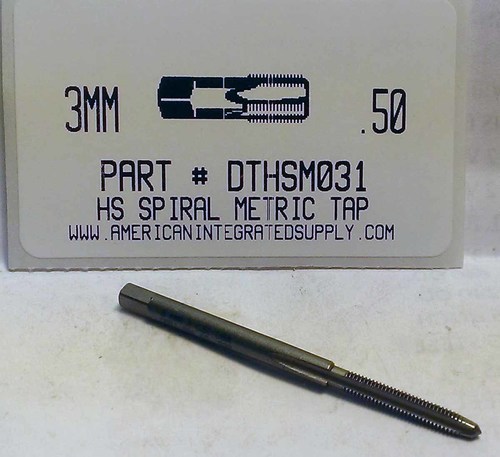 3MM .50
PART # DTHSM031
HS SPIRAL METRIC TAP
WWW.AMERICANINTEGRATEDSUPPLY.COM